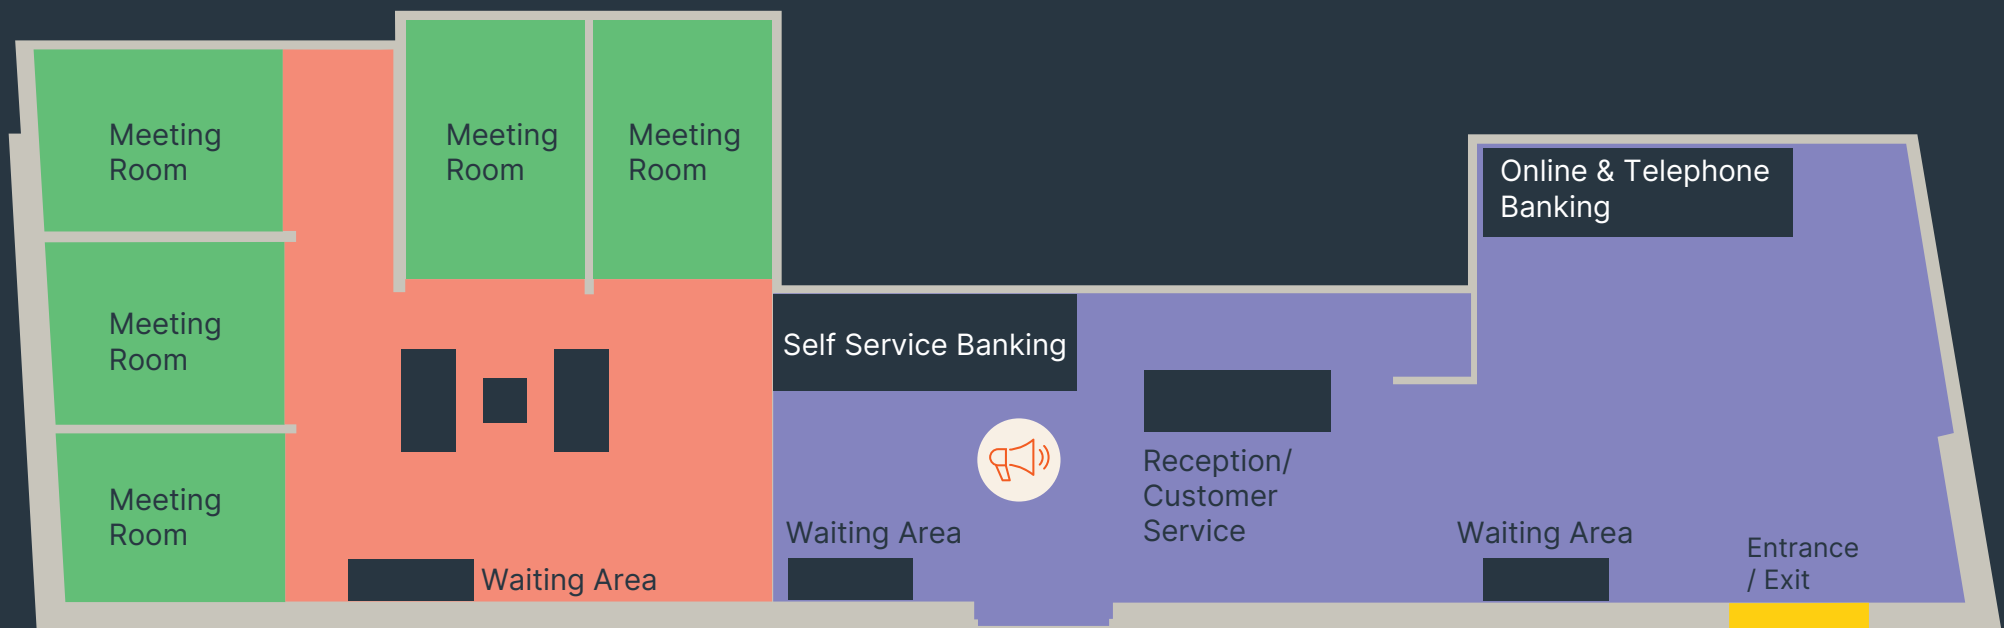 Meeting
Room
Meeting
Room
Meeting
Room
Online & Telephone
Banking
Meeting
Room
Self Service Banking
Reception/
Customer
Service
Meeting
Room
Waiting Area
Waiting Area
Waiting Area
Entrance
/ Exit